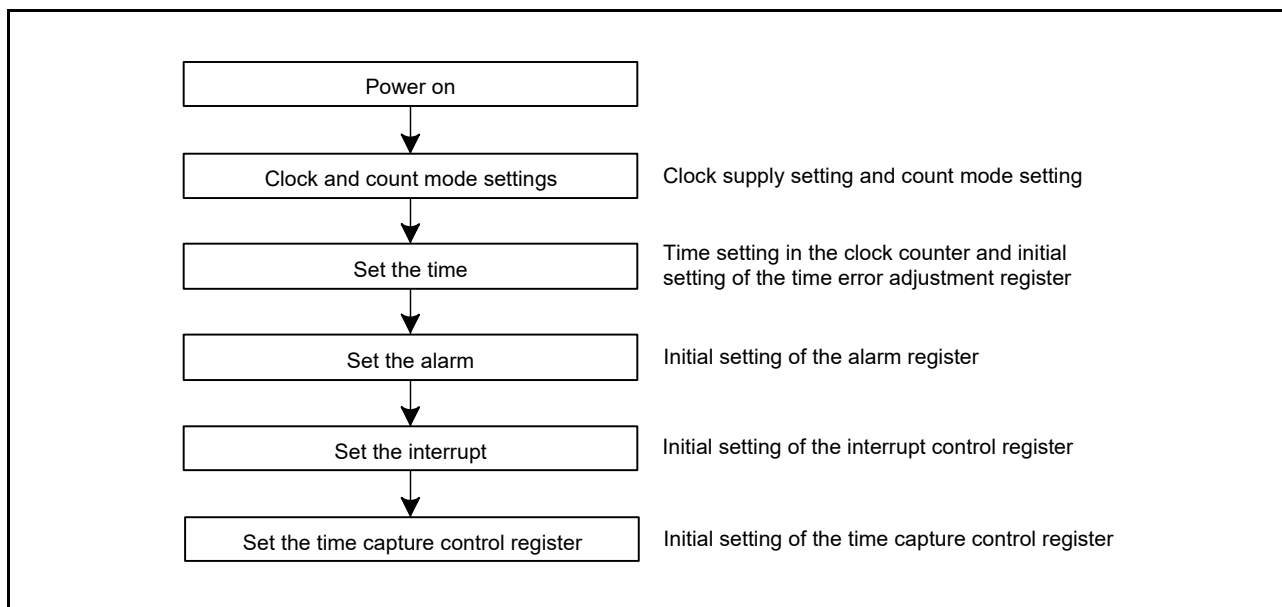 Power on
Clock and count mode settings
Clock supply setting and count mode setting
Set the time
Time setting in the clock counter and initial
setting of the time error adjustment register
Set the alarm
Initial setting of the alarm register
Set the interrupt
Initial setting of the interrupt control register
Set the time capture control register
Initial setting of the time capture control register